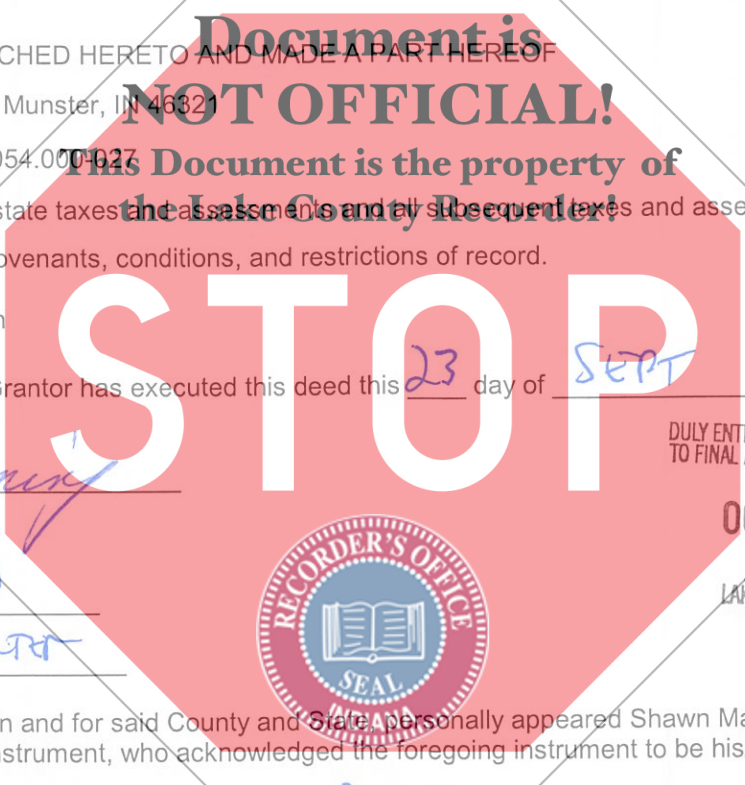 Document is
CHED HERETO AND MADE A PART HEREOF
NOT OFFICIAL!
Munster, IN 46321
This Document is the property of
054.000-027
the Lake County Recorder!
state taxes and assessments and all subsequent taxes and asse
ovenants, conditions, and restrictions of record.
STOP
n
Grantor has executed this deed this 23 day of SEPT
DULY ENT
TO FINAL
RECORDER'S OFFICE
SEAL
INDIANA
n and for said County and State, personally appeared Shawn Ma
nstrument, who acknowledged the foregoing instrument to be his